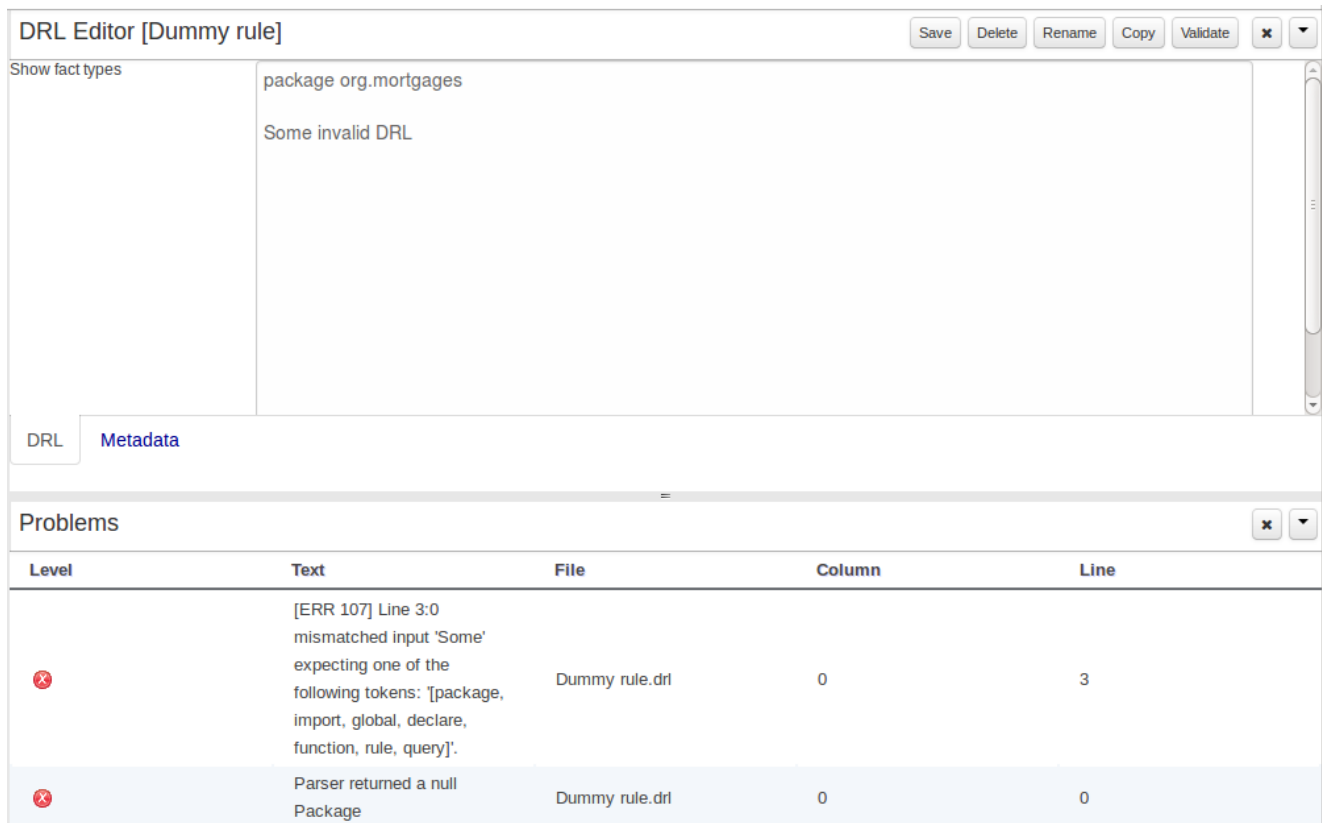 DRL Editor [Dummy rule]
Save Delete Rename Copy Validate
Show fact types
package org.mortgages
Some invalid DRL
DRL Metadata
Problems
Level Text File Column Line
[ERR 107] Line 3:0
mismatched input 'Some'
expecting one of the
following tokens: '[package,
import, global, declare,
function, rule, query]'.
Dummy rule.drl 0 3
Parser returned a null
Package
Dummy rule.drl 0 0